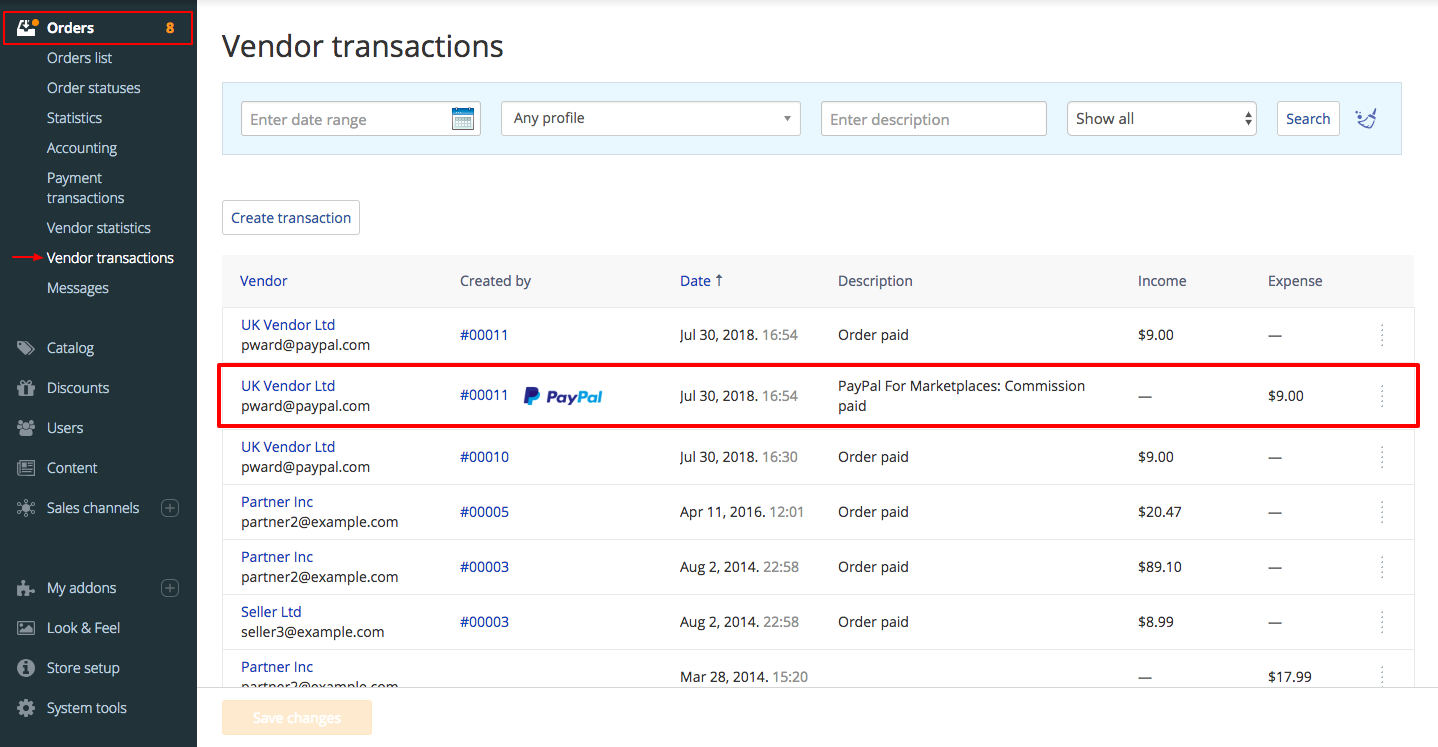 Orders 8
Orders list
Order statuses
Statistics
Accounting
Payment
transactions
Vendor statistics
Vendor transactions
Messages
Catalog
Discounts
Users
Content
Sales channels
My addons
Look & Feel
Store setup
System tools
Vendor transactions
Enter date range Any profile Enter description Show all Search
Create transaction
Vendor Created by Date ↑ Description Income Expense
UK Vendor Ltd
pward@paypal.com #00011 Jul 30, 2018. 16:54 Order paid $9.00 —
UK Vendor Ltd PayPal For Marketplaces: Commission
pward@paypal.com #00011 PayPal Jul 30, 2018. 16:54 paid — $9.00
UK Vendor Ltd
pward@paypal.com #00010 Jul 30, 2018. 16:30 Order paid $9.00 —
Partner Inc
partner2@example.com #00005 Apr 11, 2016. 12:01 Order paid $20.47 —
Partner Inc
partner2@example.com #00003 Aug 2, 2014. 22:58 Order paid $89.10 —
Seller Ltd
seller3@example.com #00003 Aug 2, 2014. 22:58 Order paid $8.99 —
Partner Inc
partner2@example.com Mar 28, 2014. 15:20 — $17.99
Save changes